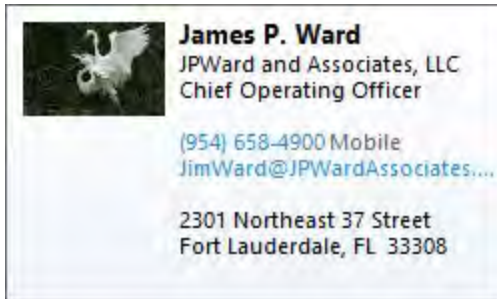 James P. Ward
JPWard and Associates, LLC
Chief Operating Officer
(954) 658-4900 Mobile
JimWard@JPWardAssociates....
2301 Northeast 37 Street
Fort Lauderdale, FL 33308